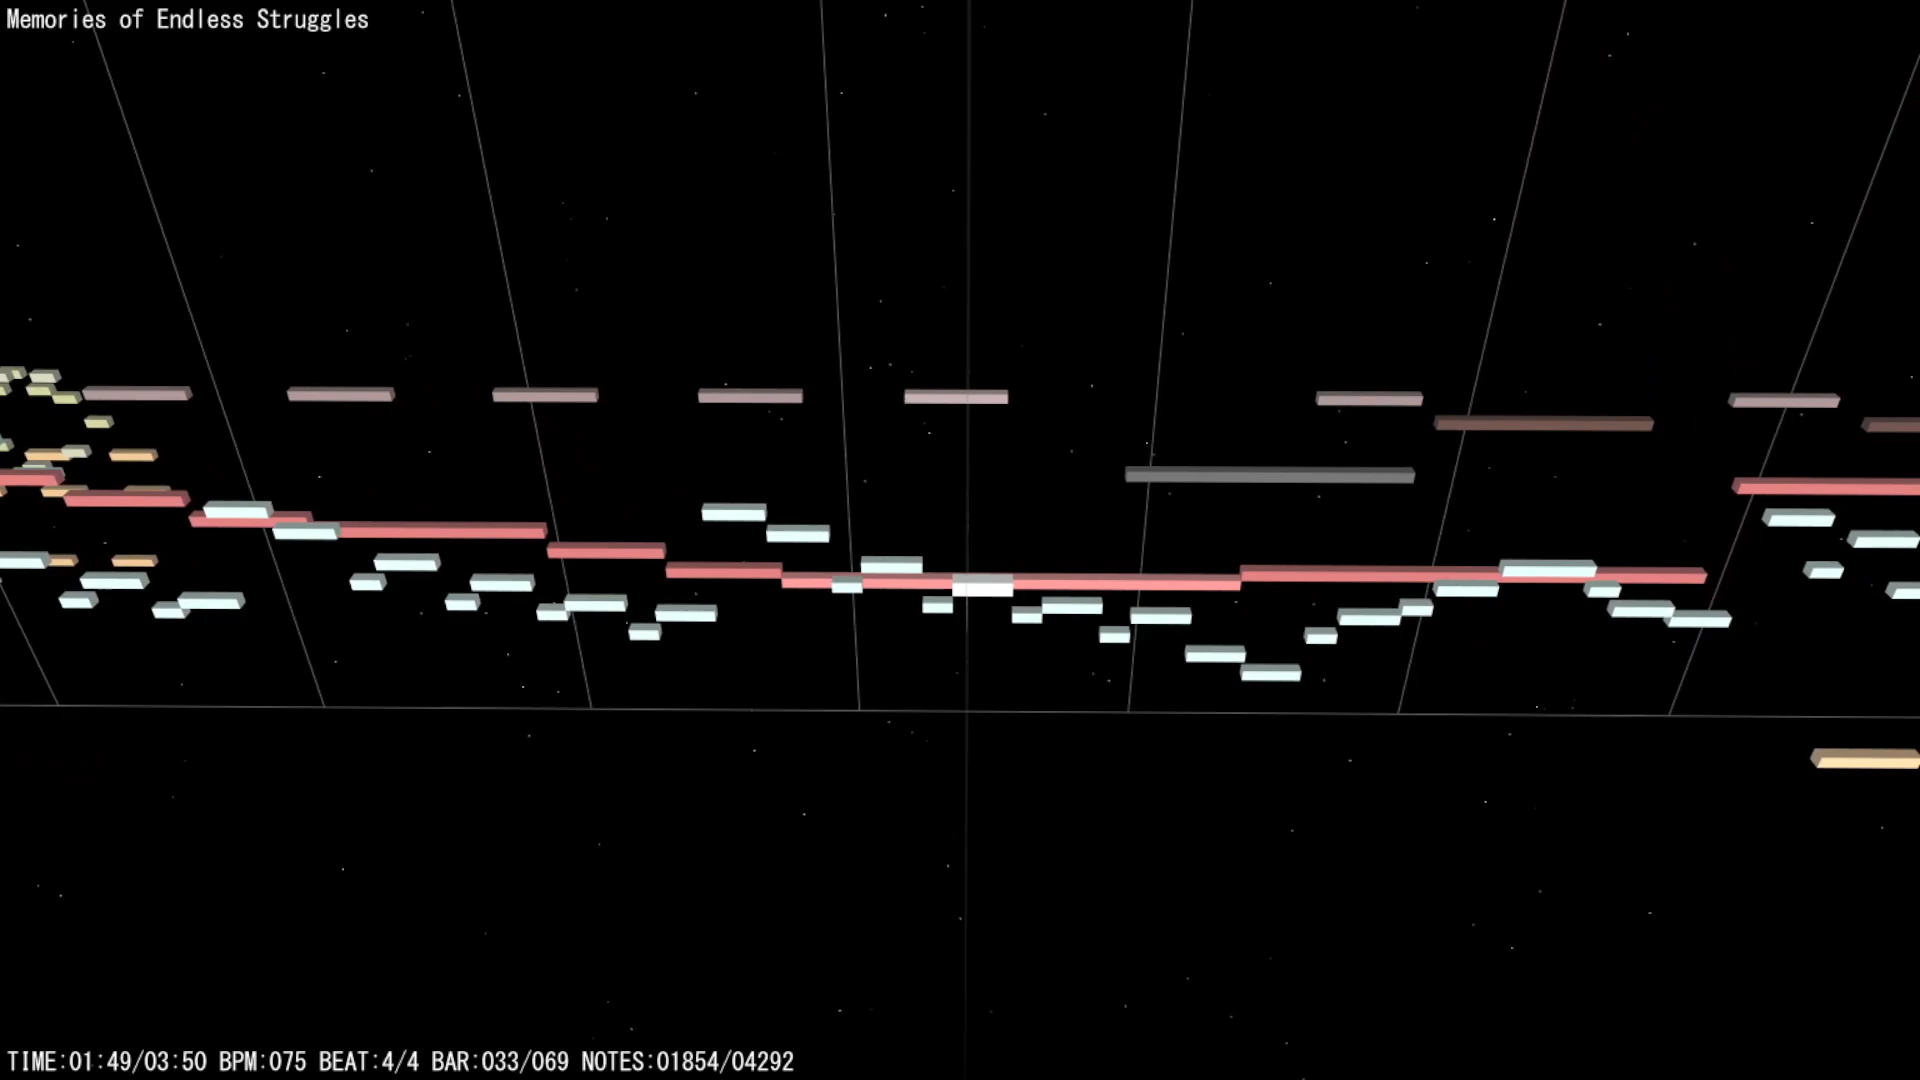 Memories of Endless Struggles
TIME:01:49/03:50 BPM:075 BEAT:4/4 BAR:033/069 NOTES:01854/04292